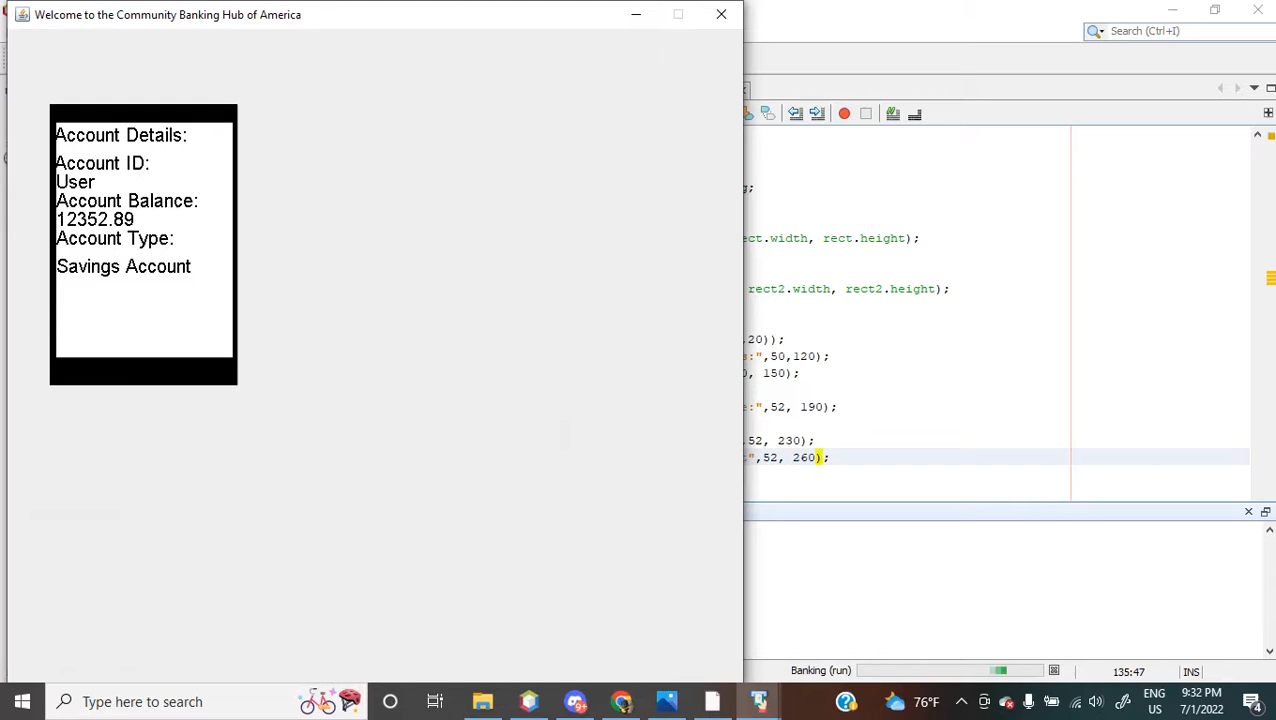 Welcome to the Community Banking Hub of America
Search (Ctrl+I)
Account Details:
Account ID:
User
Account Balance:
12352.89
Account Type:
Savings Account
g;
ect.width, rect.height);
rect2.width, rect2.height);
,20));
s:",50,120);
0, 150);
e:",52, 190);
,52, 230);
",52, 260);
Banking (run)
135:47
INS
Type here to search
76°F
ENG
US
9:32 PM
7/1/2022
4